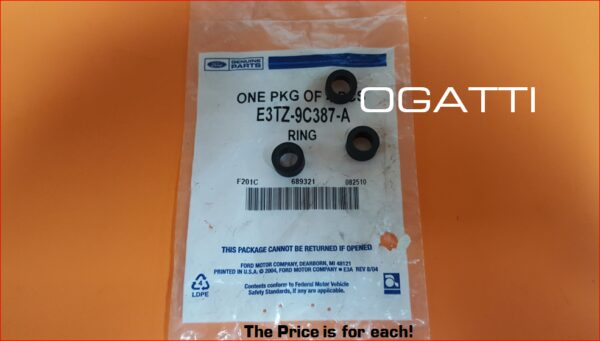 Ford
GENUINE
PARTS
ONE PKG OF
OGATTI
E3TZ-9C387-A
RING
F201C 689321 082510
THIS PACKAGE CANNOT BE RETURNED IF OPENED
FORD MOTOR COMPANY, DEARBORN, MI 48121
PRINTED IN U.S.A. © 2004, FORD MOTOR COMPANY • E3A REV 8/04
Contents conform to Federal Motor Vehicle
Safety Standards, if any are applicable.
4
LDPE
The Price is for each!